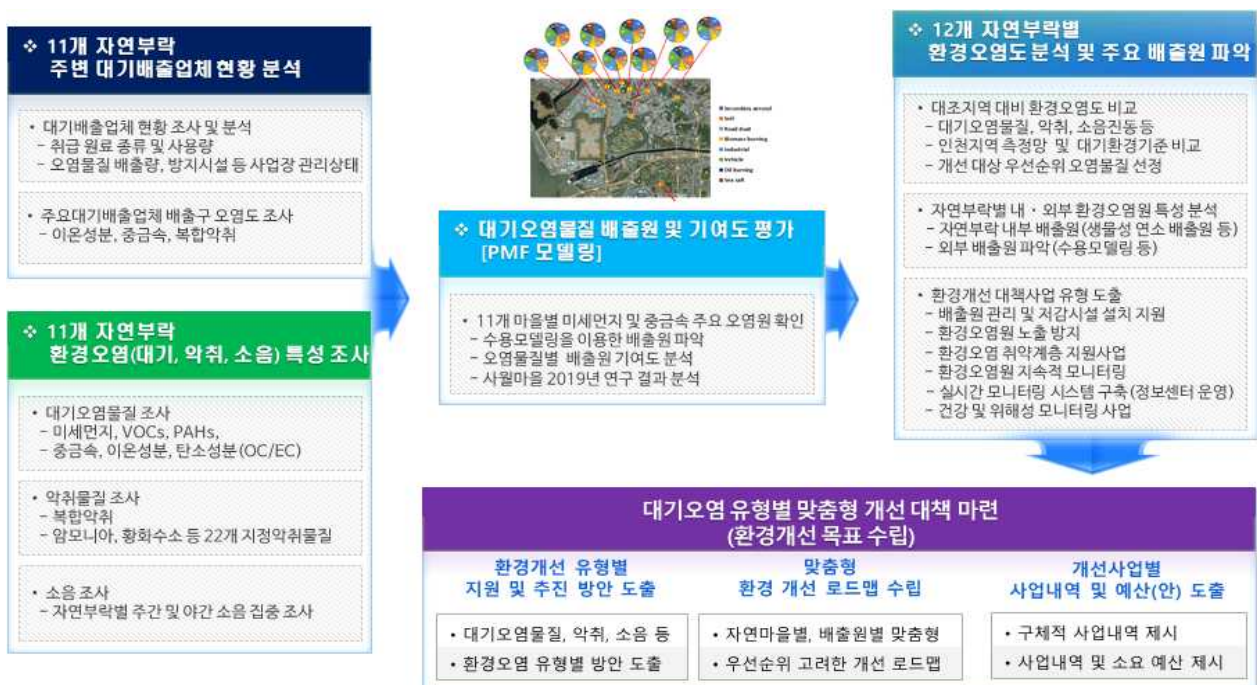 ❖ 11개 자연부락
주변 대기배출업체 현황 분석
• 대기배출업체 현황 조사 및 분석
– 취급 원료 종류 및 사용량
– 오염물질 배출량, 방지시설 등 사업장 관리상태
• 주요대기배출업체 배출구 오염도 조사
– 이온성분, 중금속, 복합악취
❖ 11개 자연부락
환경오염(대기, 악취, 소음) 특성 조사
• 대기오염물질 조사
– 미세먼지, VOCs, PAHs,
– 중금속, 이온성분, 탄소성분(OC/EC)
• 악취물질 조사
– 복합악취
– 암모니아, 황화수소 등 22개 지정악취물질
• 소음 조사
– 자연부락별 주간 및 야간 소음 집중 조사
Secondary aerosol
Soil
Road dust
Biomass burning
Industrial
Vehicle
Oil burning
Sea salt
❖ 대기오염물질 배출원 및 기여도 평가
[PMF 모델링]
• 11개 마을별 미세먼지 및 중금속 주요 오염원 확인
– 수용모델링을 이용한 배출원 파악
– 오염물질별 배출원 기여도 분석
– 사월마을 2019년 연구 결과 분석
❖ 12개 자연부락별
환경오염도분석 및 주요 배출원 파악
• 대조지역 대비 환경오염도 비교
– 대기오염물질, 악취, 소음진동등
– 인천지역 측정망 및 대기환경기준 비교
– 개선 대상 우선순위 오염물질 선정
• 자연부락별 내 · 외부 환경오염원 특성 분석
– 자연부락 내부 배출원(생물성 연소 배출원 등)
– 외부 배출원 파악(수용모델링 등)
• 환경개선 대책사업 유형 도출
– 배출원 관리 및 저감시설 설치 지원
– 환경오염원 노출 방지
– 환경오염 취약계층 지원사업
– 환경오염원 지속적 모니터링
– 실시간 모니터링 시스템 구축(정보센터 운영)
– 건강 및 위해성 모니터링 사업
대기오염 유형별 맞춤형 개선 대책 마련
(환경개선 목표 수립)
환경개선 유형별
지원 및 추진 방안 도출
• 대기오염물질, 악취, 소음 등
• 환경오염 유형별 방안 도출
맞춤형
환경 개선 로드맵 수립
• 자연마을별, 배출원별 맞춤형
• 우선순위 고려한 개선 로드맵
개선사업별
사업내역 및 예산(안) 도출
• 구체적 사업내역 제시
• 사업내역 및 소요 예산 제시